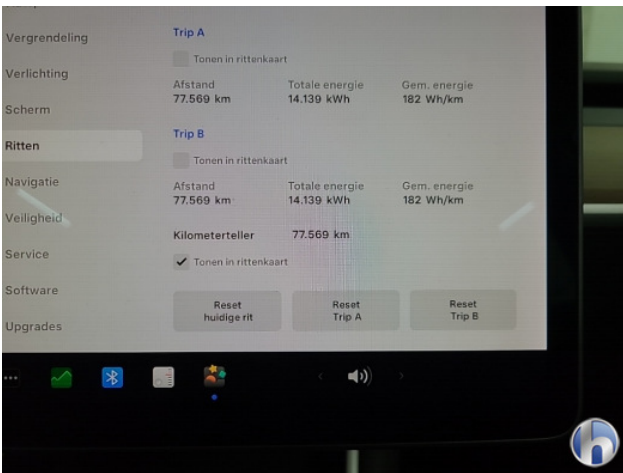 Vergrendeling
Verlichting
Scherm
Ritten
Navigatie
Veiligheid
Service
Software
Upgrades
Trip A
Tonen in rittenkaart
Afstand Totale energie Gem. energie
77.569 km 14.139 kWh 182 Wh/km
Trip B
Tonen in rittenkaart
Afstand Totale energie Gem. energie
77.569 km 14.139 kWh 182 Wh/km
Kilometerteller 77.569 km
Tonen in rittenkaart
Reset Reset Reset
huidige rit Trip A Trip B
h